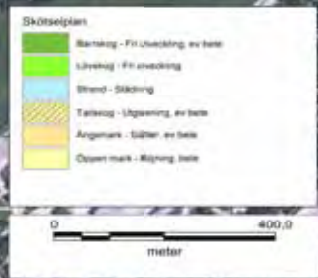 Skötselplan
Barrskog - Fri utveckling, ev bete
Lövskog - Fri utveckling
Strand - Städning
Tallskog - Utglesning, ev bete
Ängsmark - Slåtter, ev bete
Öppen mark - Röjning, bete
0 400,0
meter